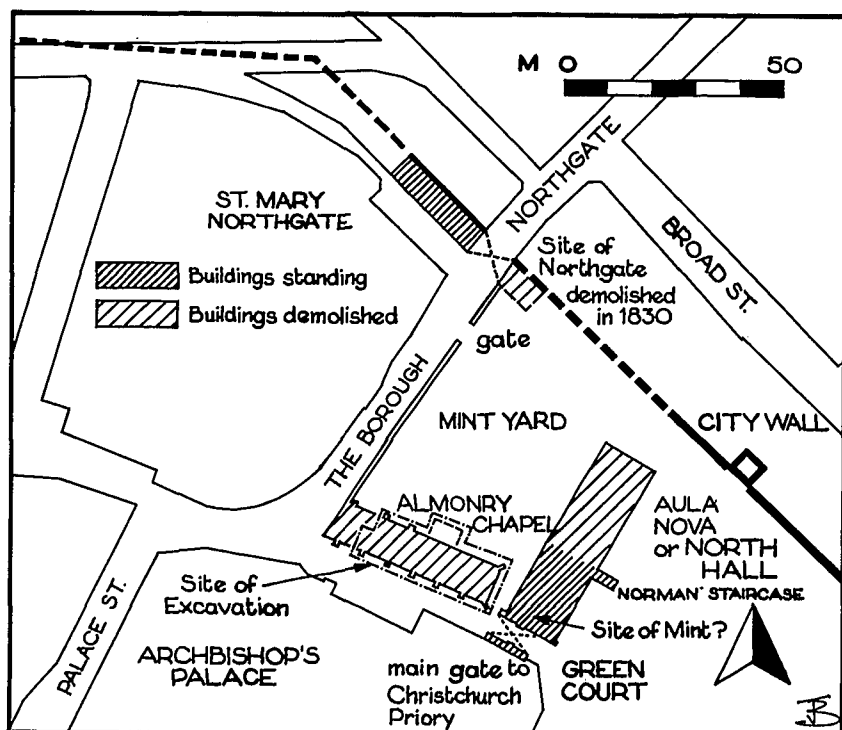 M 0 50
ST. MARY
NORTHGATE
NORTHGATE
BROAD ST.
Buildings standing
Buildings demolished
Site of
Northgate
demolished
in 1830
gate
THE BOROUGH
MINT YARD
CITY WALL
ALMONRY
CHAPEL
AULA
NOVA
or NORTH
HALL
NORMAN' STAIRCASE
Site of
Excavation
Site of Mint?
PALACE ST.
ARCHBISHOP'S
PALACE
main gate to
Christchurch
Priory
GREEN
COURT